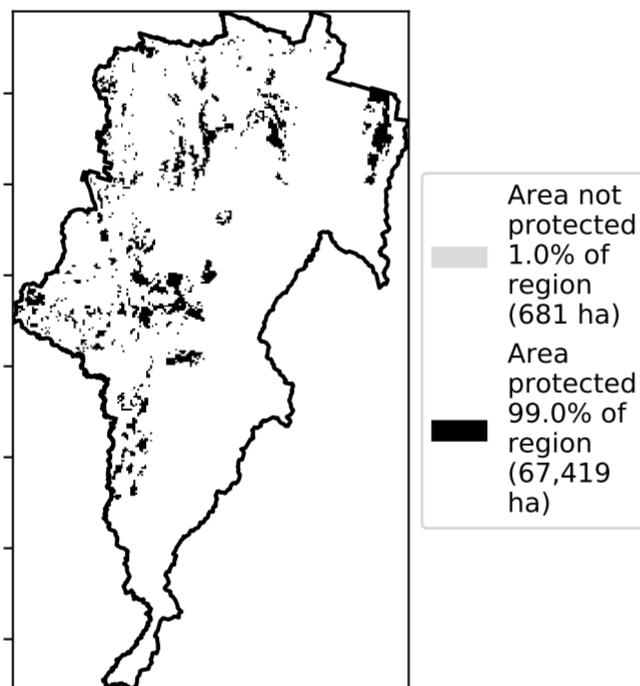 Area not
protected
1.0% of
region
(681 ha)
Area
protected
99.0% of
region
(67,419
ha)